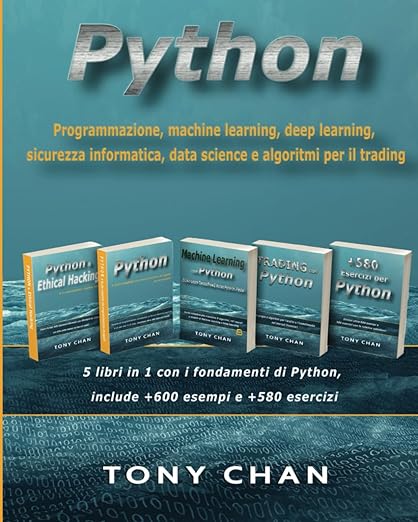 Python
Programmazione, machine learning, deep learning,
sicurezza informatica, data science e algoritmi per il trading
Python &
Ethical Hacking
TONY CHAN
Python
TONY CHAN
Machine Learning
con Python
TONY CHAN
TRADING con
Python
TONY CHAN
+ 580
Esercizi per
Python
TONY CHAN
5 libri in 1 con i fondamenti di Python,
include +600 esempi e +580 esercizi
TONY CHAN